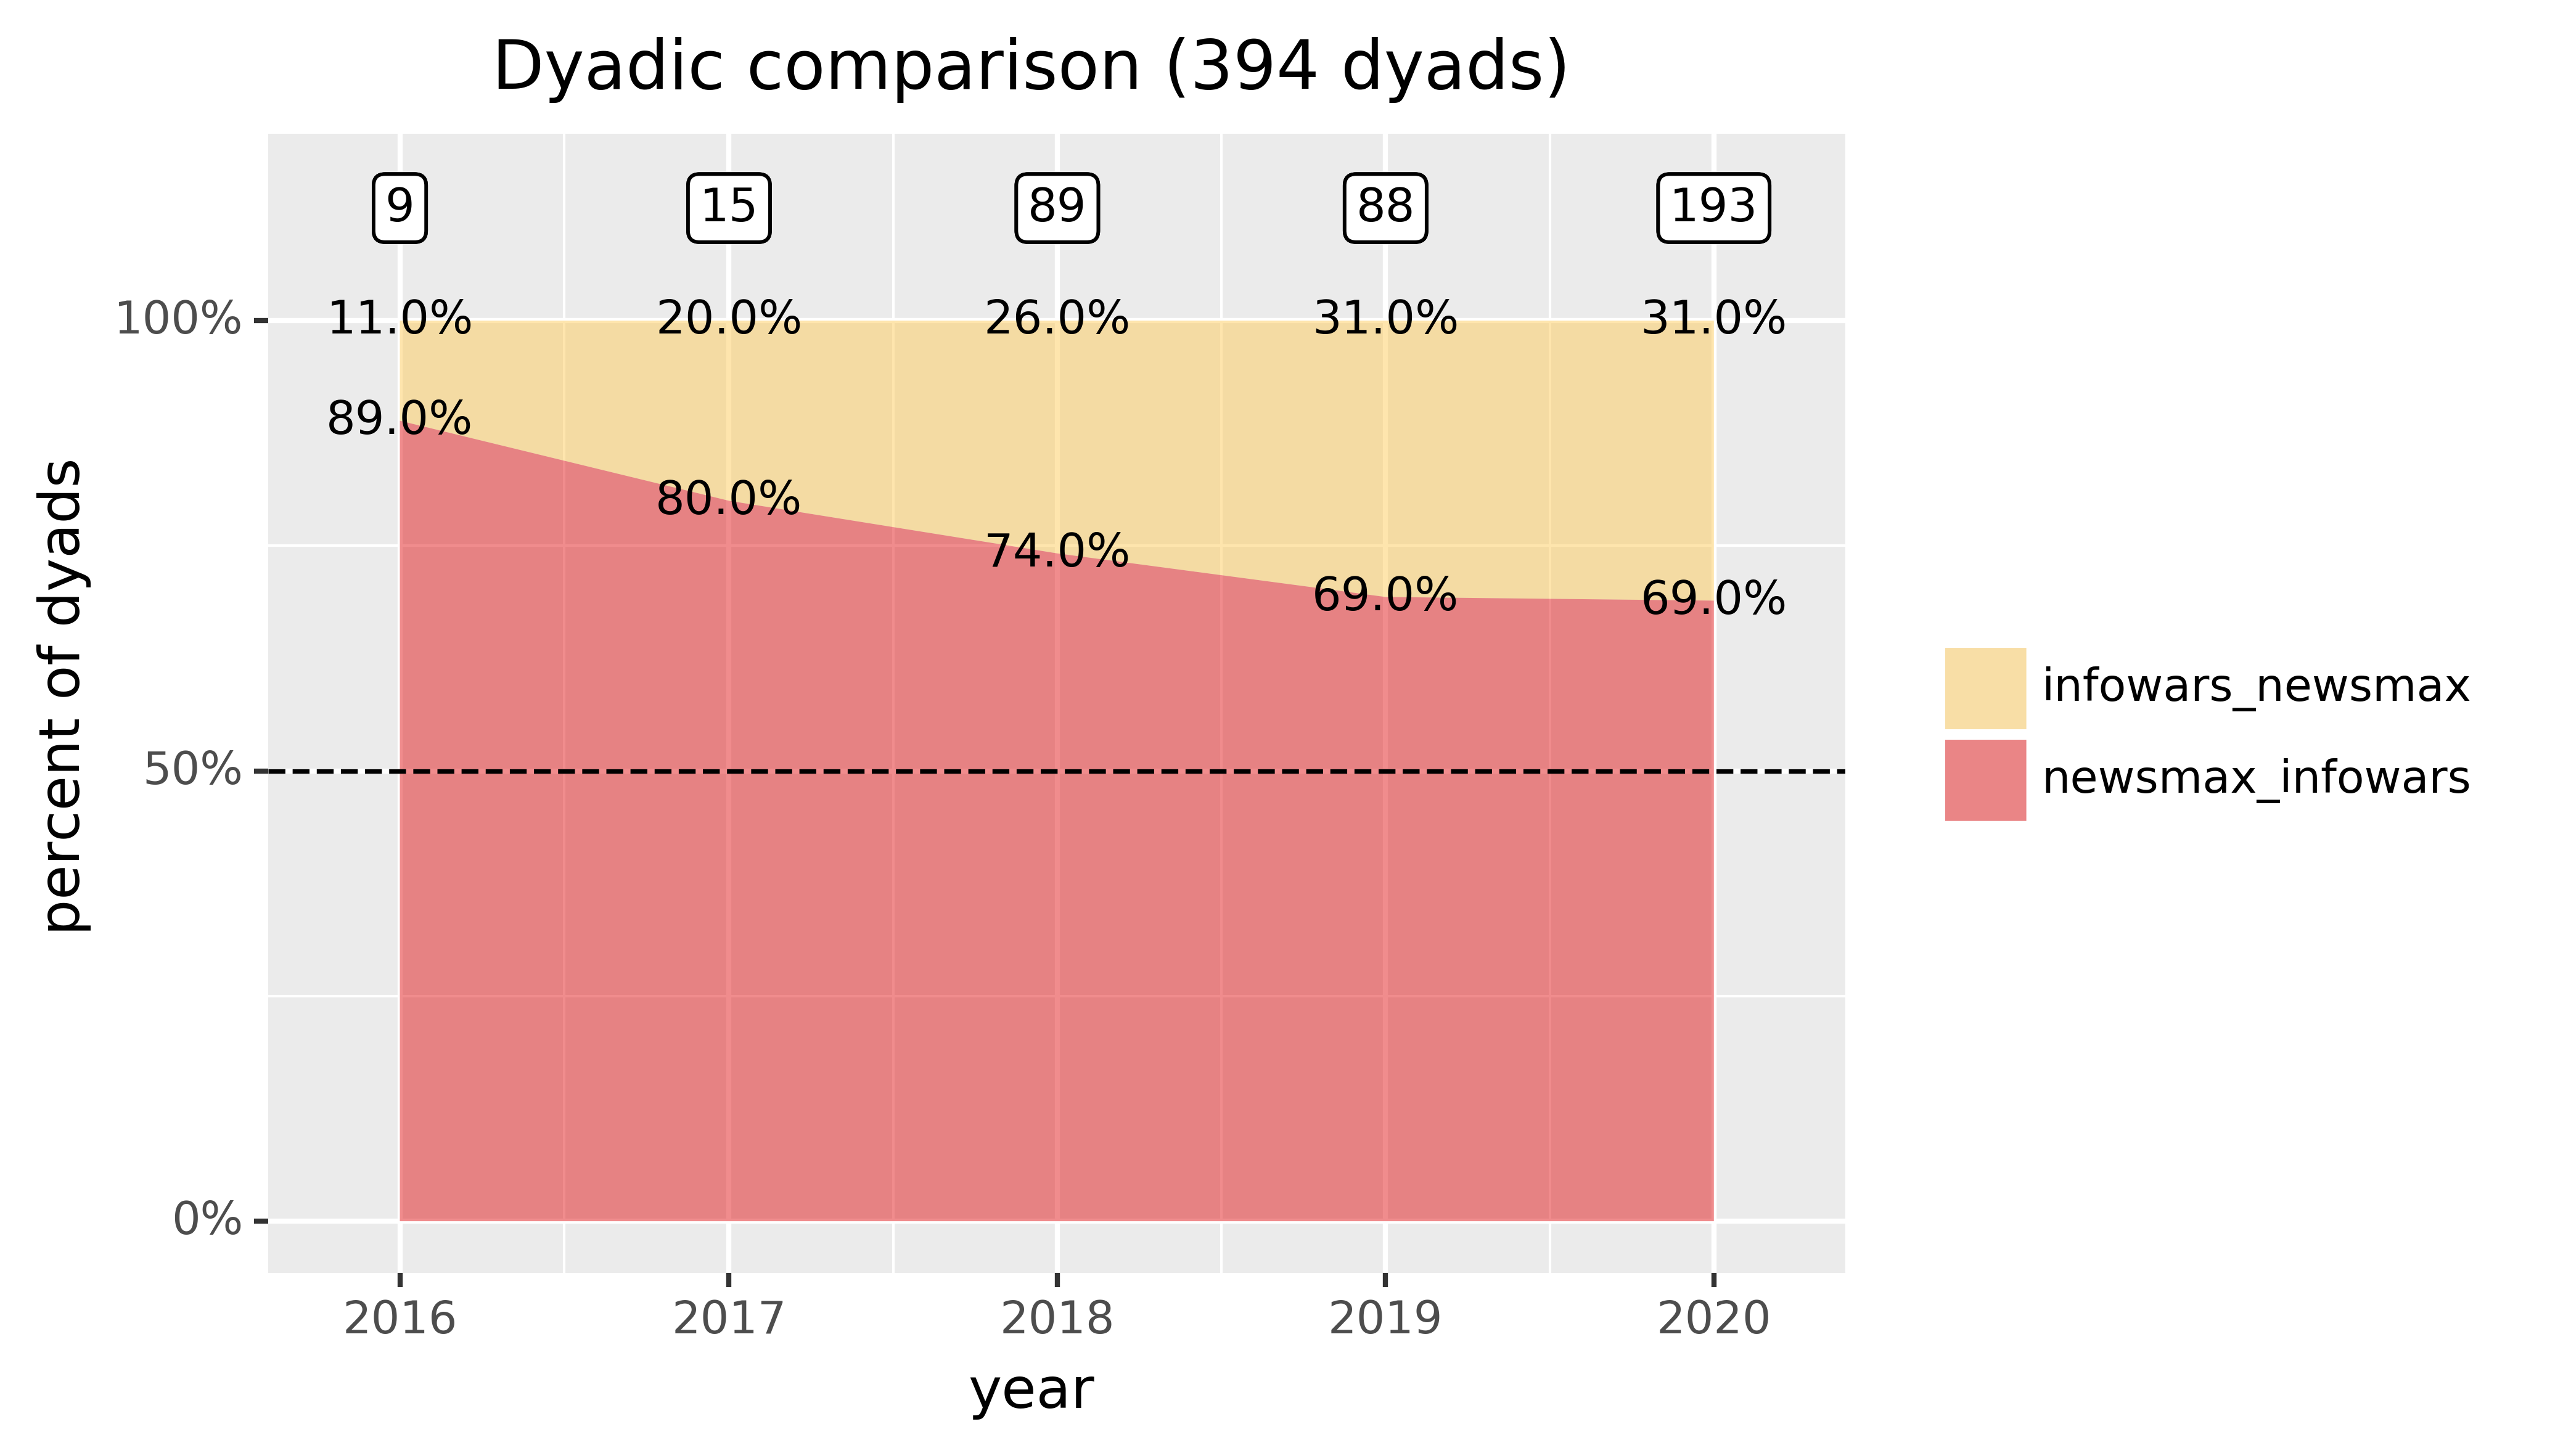 Dyadic comparison (394 dyads)
9 15 89 88 193
100%
11.0% 20.0% 26.0% 31.0% 31.0%
89.0%
80.0%
74.0%
69.0% 69.0%
percent of dyads
50%
0%
infowars_newsmax
newsmax_infowars
2016 2017 2018 2019 2020
year